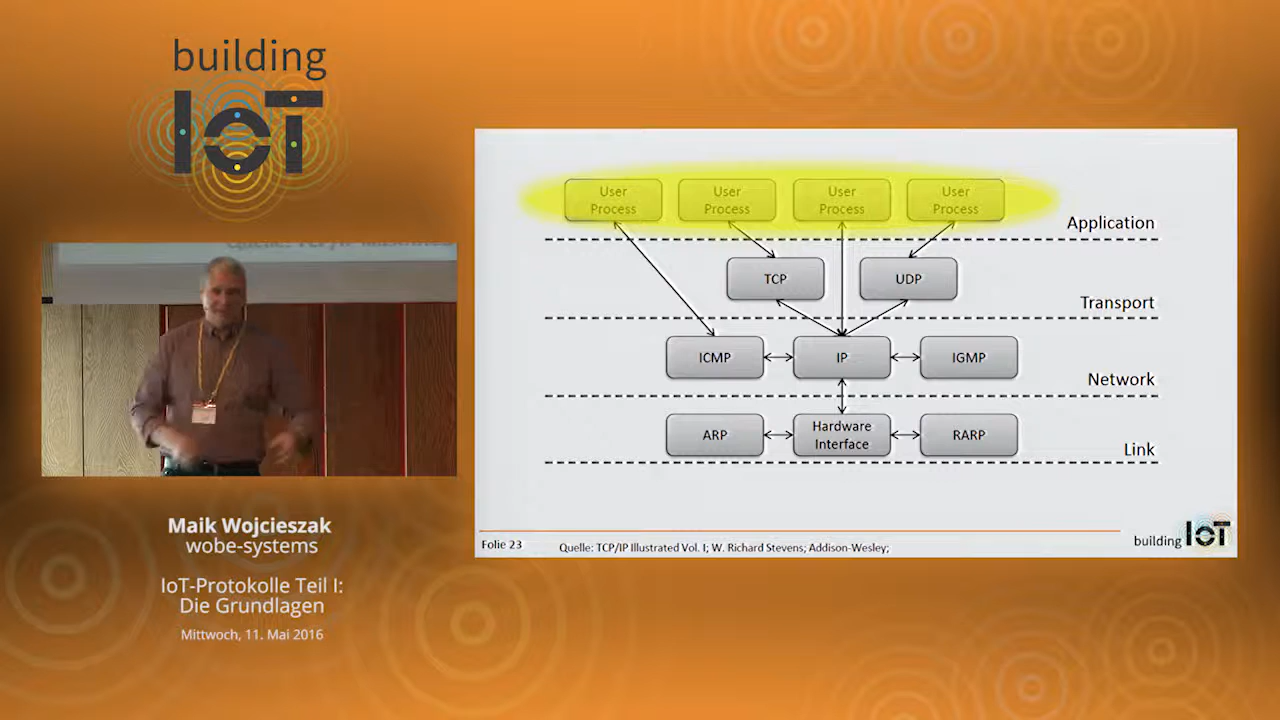 building
IoT
Maik Wojcieszak
wobe-systems
IoT-Protokolle Teil I:
Die Grundlagen
Mittwoch, 11. Mai 2016
User
Process
User
Process
User
Process
User
Process
Application
TCP
UDP
Transport
ICMP
IP
IGMP
Network
ARP
Hardware
Interface
RARP
Link
Folie 23
Quelle: TCP/IP Illustrated Vol. I; W. Richard Stevens; Addison-Wesley;
building IoT